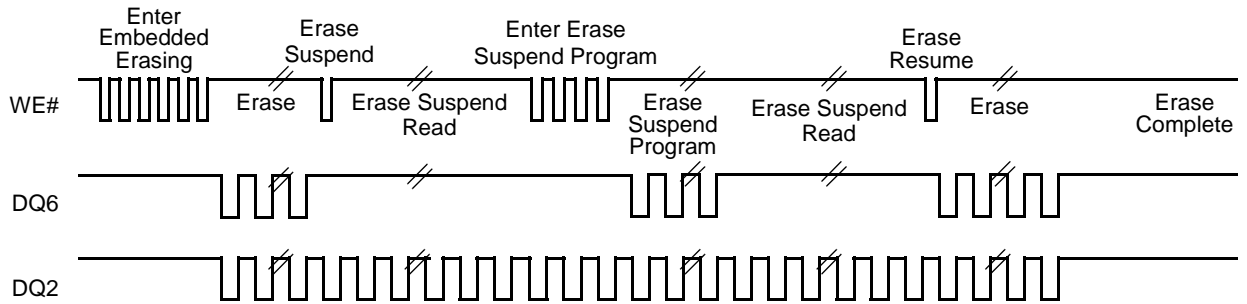 Enter
Embedded
Erasing
Erase
Suspend
Enter Erase
Suspend Program
Erase
Resume
WE#
Erase
Erase Suspend
Read
Erase
Suspend
Program
Erase Suspend
Read
Erase
Erase
Complete
DQ6
DQ2